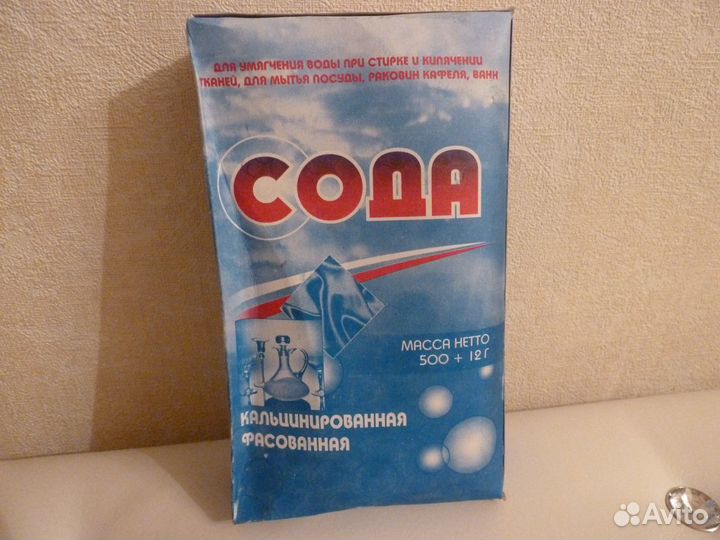 ДЛЯ УМЯГЧЕНИЯ ВОДЫ ПРИ СТИРКЕ И КИПЯЧЕНИИ
ТКАНЕЙ, ДЛЯ МЫТЬЯ ПОСУДЫ, РАКОВИН КАФЕЛЯ, ВАНН
СОДА
МАССА НЕТТО
500 + 12 Г
КАЛЬЦИНИРОВАННАЯ
ФАСОВАННАЯ
Avito